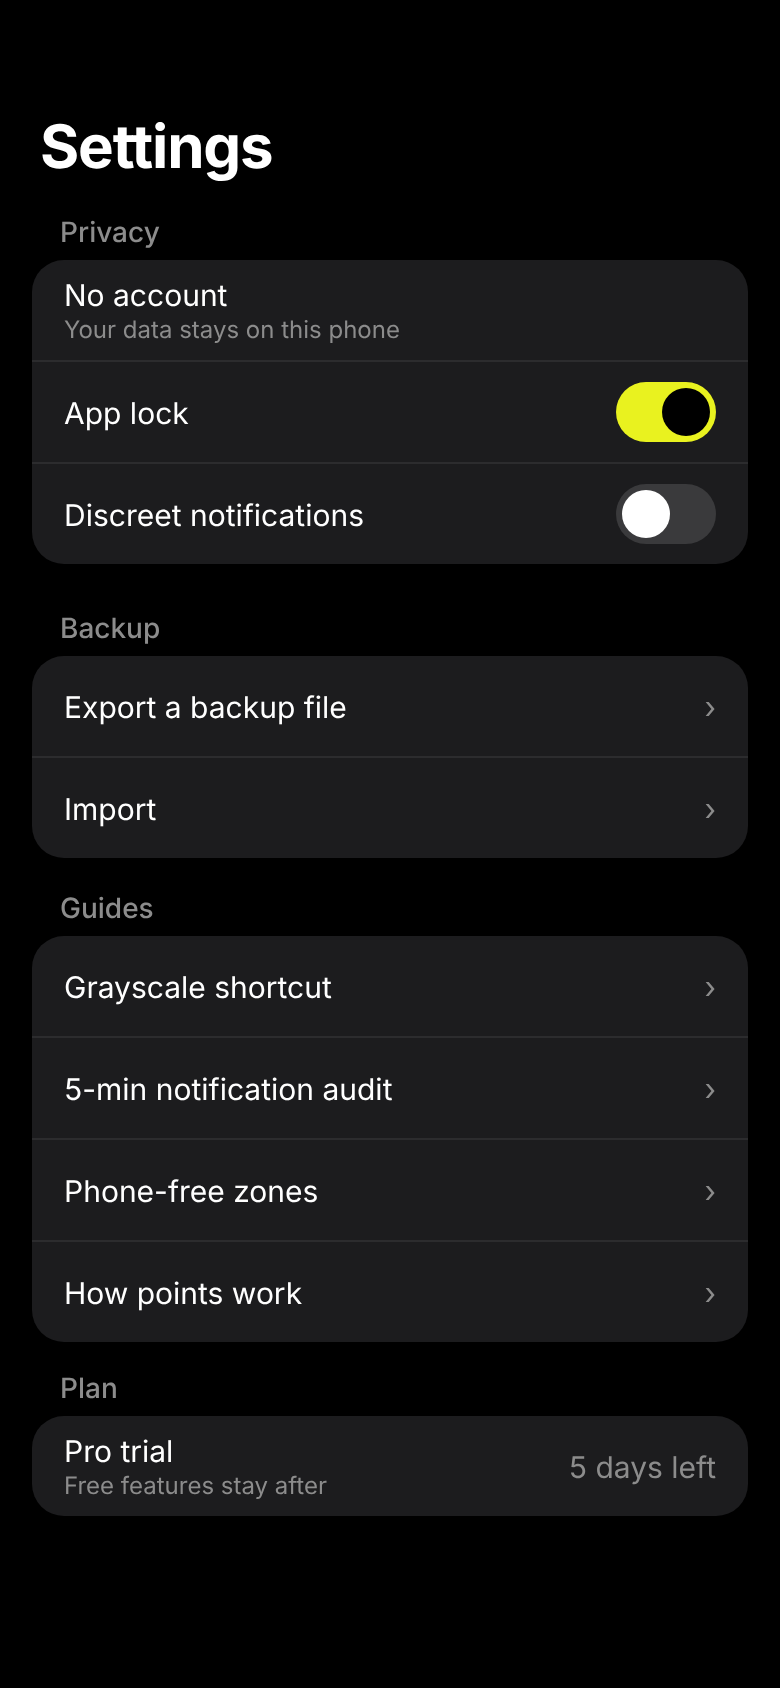 Settings
Privacy
No account
Your data stays on this phone
App lock
Discreet notifications
Backup
Export a backup file ›
Import ›
Guides
Grayscale shortcut ›
5-min notification audit ›
Phone-free zones ›
How points work ›
Plan
Pro trial
Free features stay after
5 days left